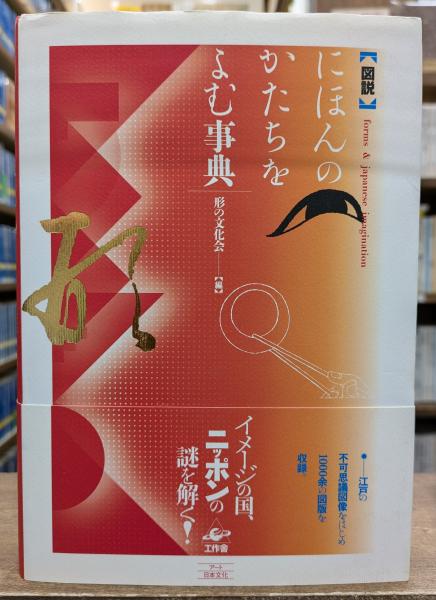 【図説】
にほんの
かたちを
よむ事典
forms & japanese imagination
形の文化会——【編】
形
イメージの国、
ニッポンの
謎を解く!
●——江戸の
不可思議図像をはじめ
1000余の図版を
収録。
工作舎
アート
日本文化